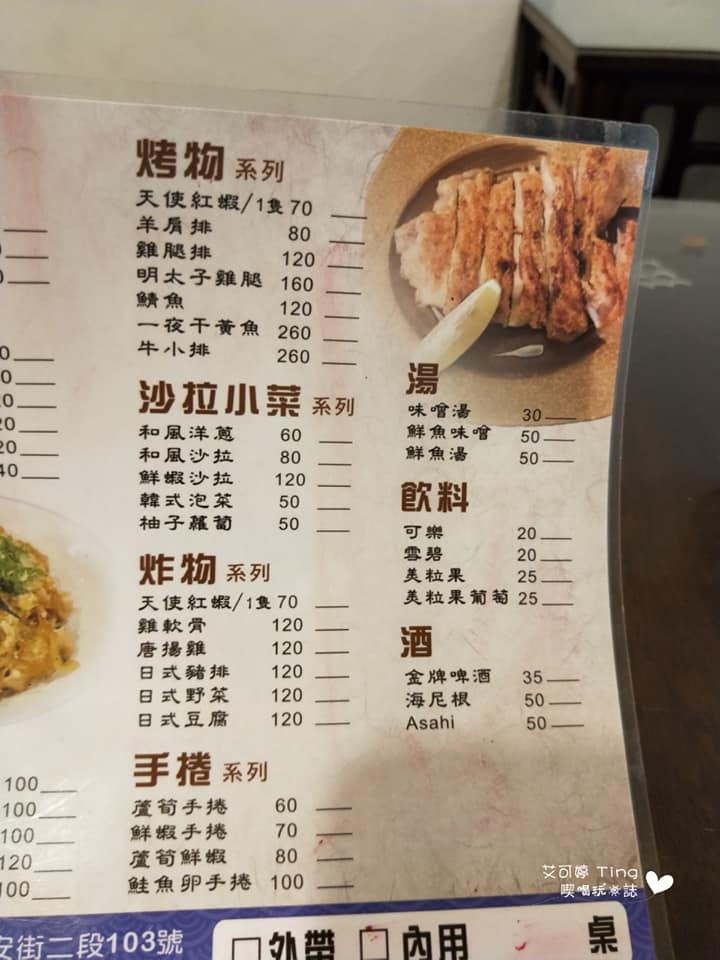 烤物 系列
天使紅蝦/1隻 70
羊肩排 80
雞腿排 120
明太子雞腿 160
鯖魚 120
一夜干黃魚 260
牛小排 260
沙拉小菜 系列
和風洋蔥 60
和風沙拉 80
鮮蝦沙拉 120
韓式泡菜 50
柚子蘿蔔 50
炸物 系列
天使紅蝦/1隻 70
雞軟骨 120
唐揚雞 120
日式豬排 120
日式野菜 120
日式豆腐 120
手捲 系列
蘆筍手捲 60
鮮蝦手捲 70
蘆筍鮮蝦 80
鮭魚卵手捲 100
湯
味噌湯 30
鮮魚味噌 50
鮮魚湯 50
飲料
可樂 20
雪碧 20
美粒果 25
美粒果葡萄 25
酒
金牌啤酒 35
海尼根 50
Asahi 50
100
100
100
120
100
安街二段103號
外帶 內用 桌
艾可婷 Ting
喫喝玩※誌